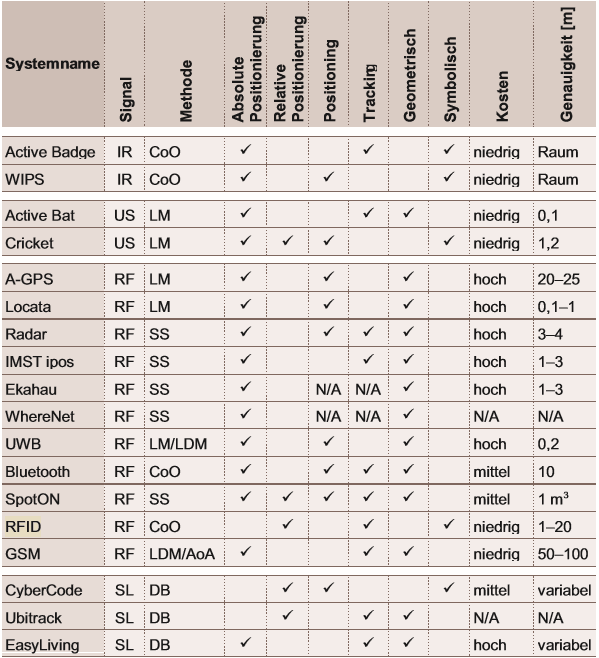 Systemname Signal Methode Absolute Positionierung Relative Positionierung Positioning Tracking Geometrisch Symbolisch Kosten Genauigkeit [m]
Active Badge IR CoO ✓ ✓ ✓ niedrig Raum
WIPS IR CoO ✓ ✓ ✓ niedrig Raum
Active Bat US LM ✓ ✓ ✓ niedrig 0,1
Cricket US LM ✓ ✓ ✓ ✓ niedrig 1,2
A-GPS RF LM ✓ ✓ ✓ hoch 20–25
Locata RF LM ✓ ✓ ✓ hoch 0,1–1
Radar RF SS ✓ ✓ ✓ ✓ hoch 3–4
IMST ipos RF SS ✓ ✓ ✓ hoch 1–3
Ekahau RF SS ✓ N/A N/A ✓ hoch 1–3
WhereNet RF SS ✓ N/A N/A ✓ N/A N/A
UWB RF LM/LDM ✓ ✓ ✓ hoch 0,2
Bluetooth RF CoO ✓ ✓ ✓ ✓ mittel 10
SpotON RF SS ✓ ✓ ✓ ✓ ✓ mittel 1 m³
RFID RF CoO ✓ ✓ ✓ niedrig 1–20
GSM RF LDM/AoA ✓ ✓ ✓ niedrig 50–100
CyberCode SL DB ✓ ✓ ✓ mittel variabel
Ubitrack SL DB ✓ ✓ ✓ N/A N/A
EasyLiving SL DB ✓ ✓ ✓ hoch variabel